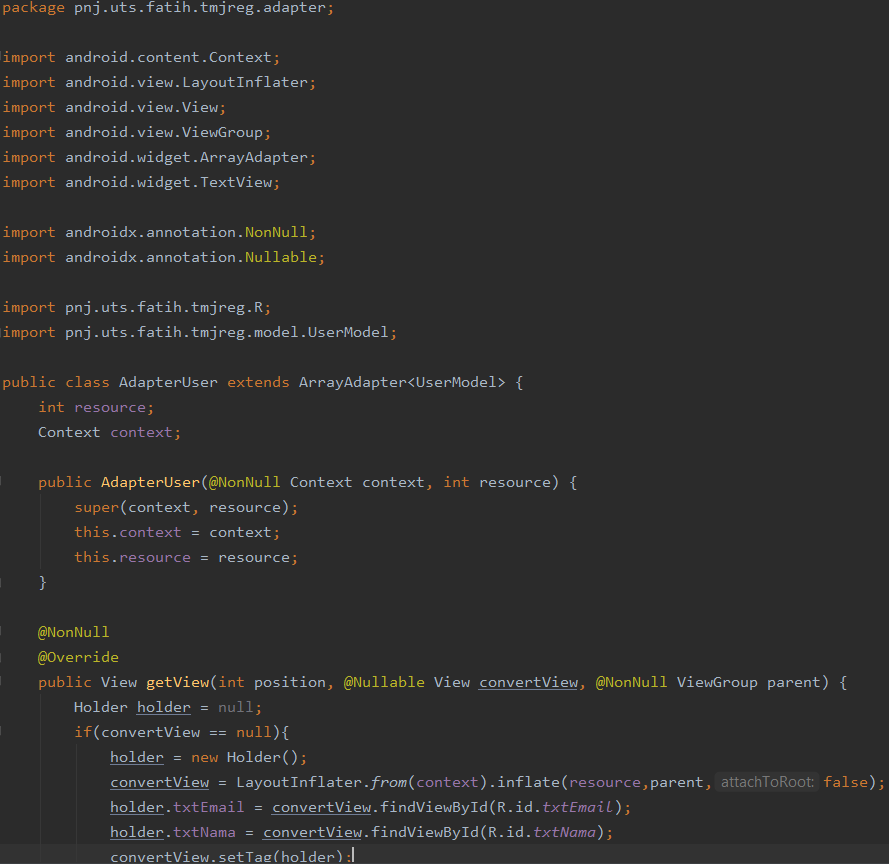 package pnj.uts.fatih.tmjreg.adapter;
import android.content.Context;
import android.view.LayoutInflater;
import android.view.View;
import android.view.ViewGroup;
import android.widget.ArrayAdapter;
import android.widget.TextView;
import androidx.annotation.NonNull;
import androidx.annotation.Nullable;
import pnj.uts.fatih.tmjreg.R;
import pnj.uts.fatih.tmjreg.model.UserModel;
public class AdapterUser extends ArrayAdapter<UserModel> {
    int resource;
    Context context;
    public AdapterUser(@NonNull Context context, int resource) {
        super(context, resource);
        this.context = context;
        this.resource = resource;
    }
    @NonNull
    @Override
    public View getView(int position, @Nullable View convertView, @NonNull ViewGroup parent) {
        Holder holder = null;
        if(convertView == null){
            holder = new Holder();
            convertView = LayoutInflater.from(context).inflate(resource,parent, attachToRoot: false);
            holder.txtEmail = convertView.findViewById(R.id.txtEmail);
            holder.txtNama = convertView.findViewById(R.id.txtNama);
            convertView.setTag(holder);